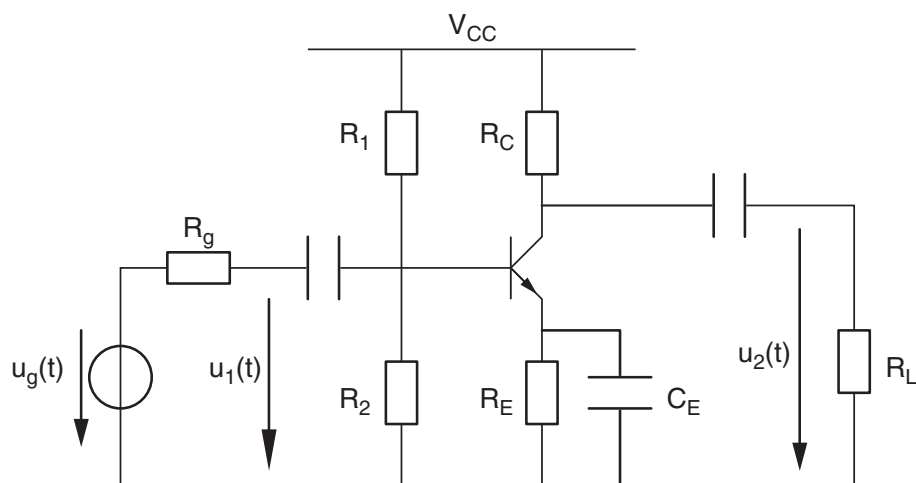 V_CC
R_1
R_C
R_g
u_g(t)
u_1(t)
R_2
R_E
C_E
u_2(t)
R_L